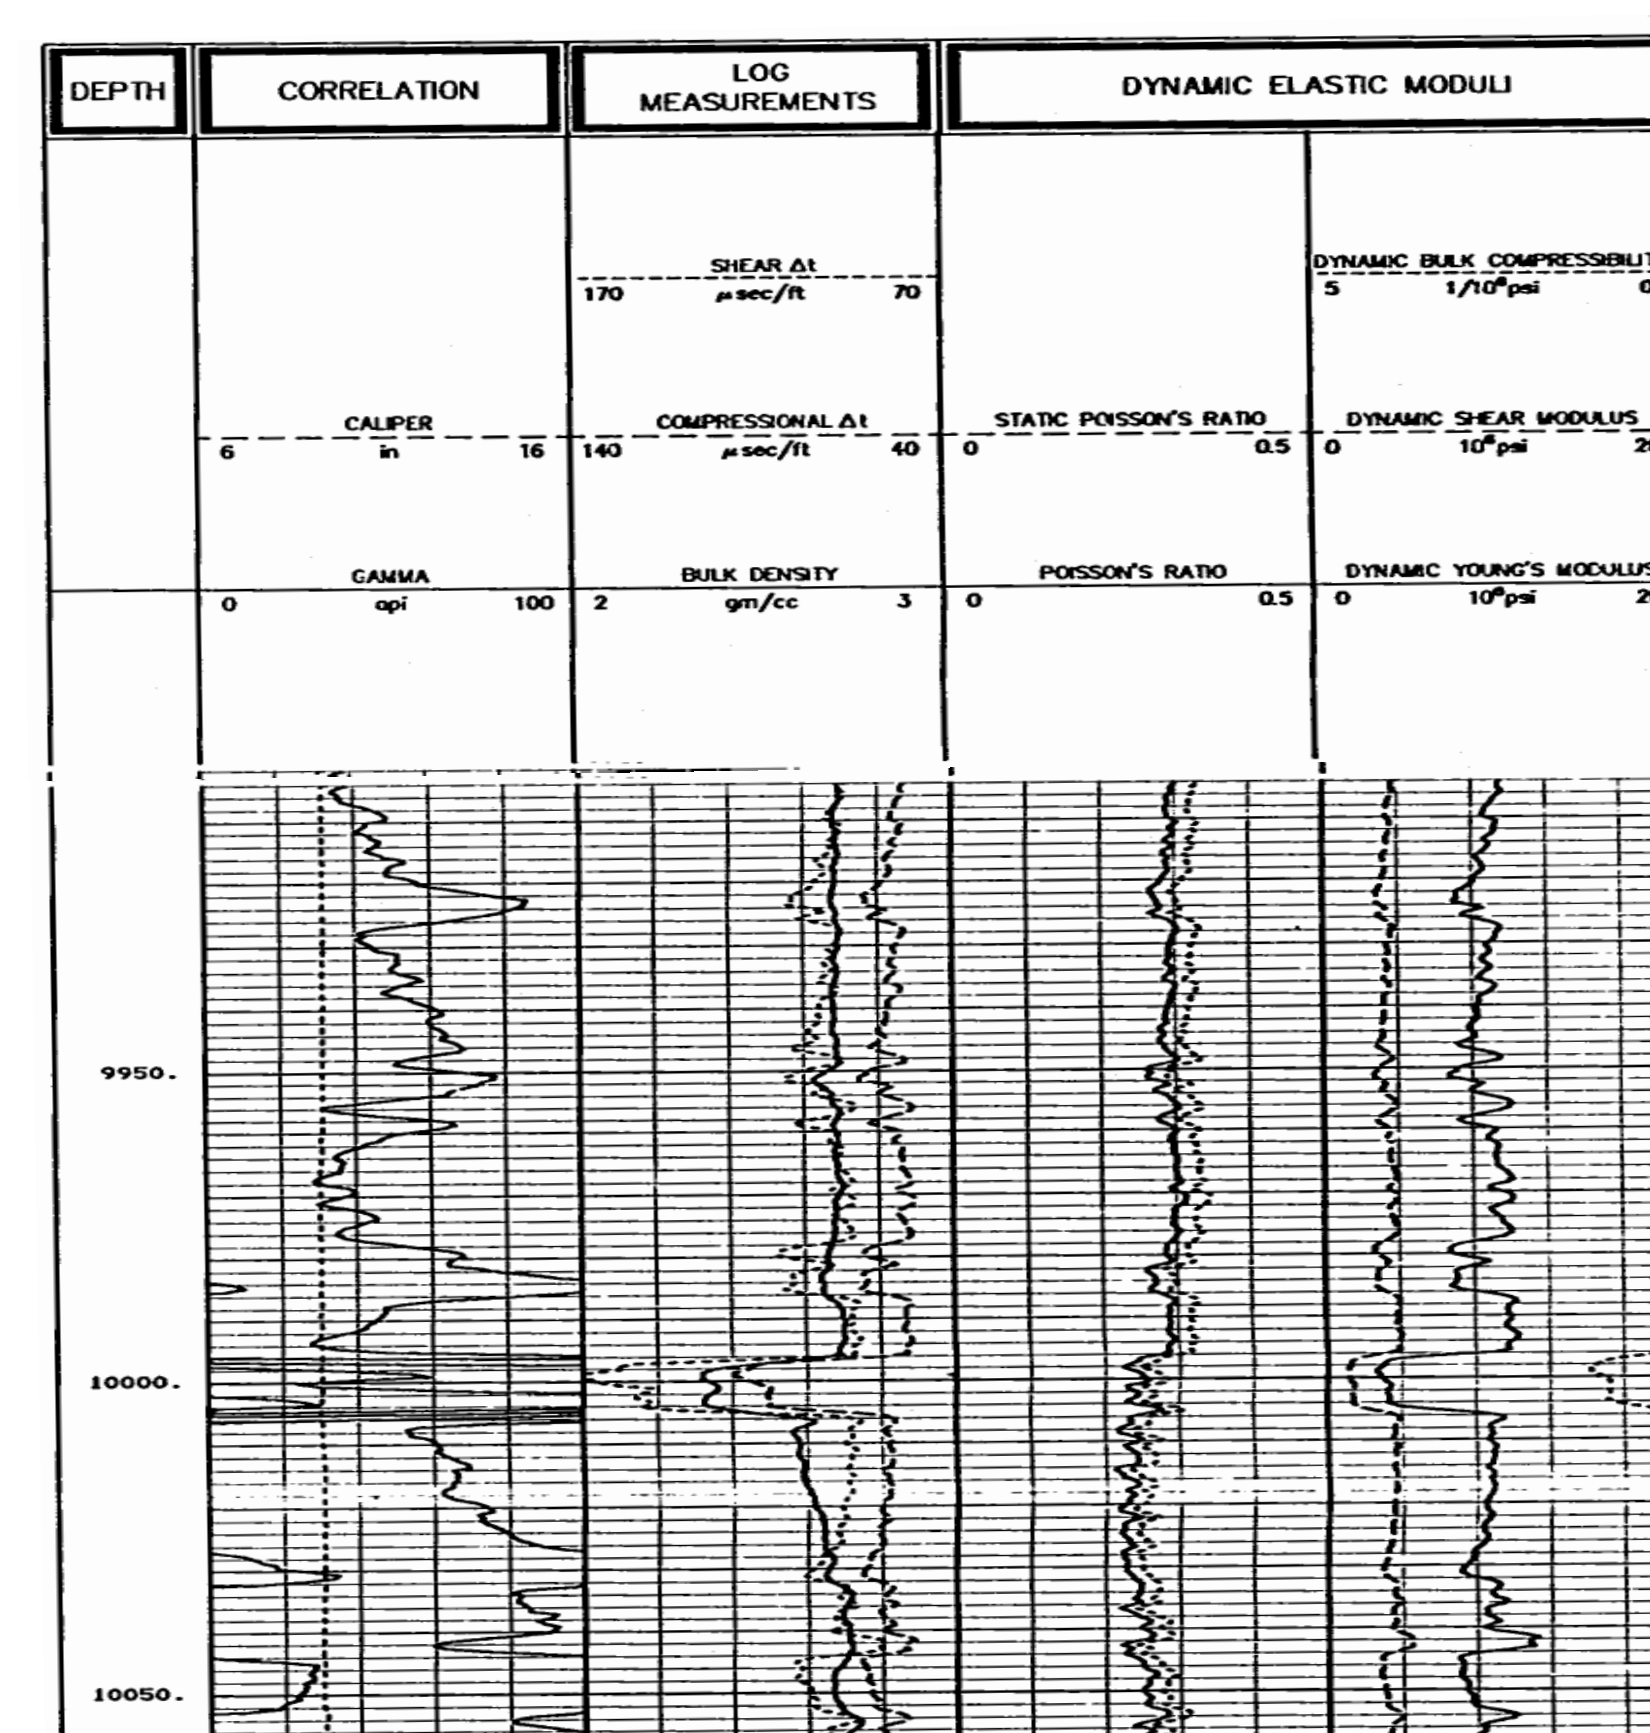 DEPTH
CORRELATION
LOG
MEASUREMENTS
DYNAMIC ELASTIC MODULI
SHEAR Δt
170 μsec/ft 70
DYNAMIC BULK COMPRESSIBILIT
5 1/10⁶psi 0
CALIPER
6 in 16
COMPRESSIONAL Δt
140 μsec/ft 40
STATIC POISSON'S RATIO
0 0.5
DYNAMIC SHEAR MODULUS
0 10⁶psi 2
GAMMA
0 api 100
BULK DENSITY
2 gm/cc 3
POISSON'S RATIO
0 0.5
DYNAMIC YOUNG'S MODULUS
0 10⁶psi 2
9950.
10000.
10050.